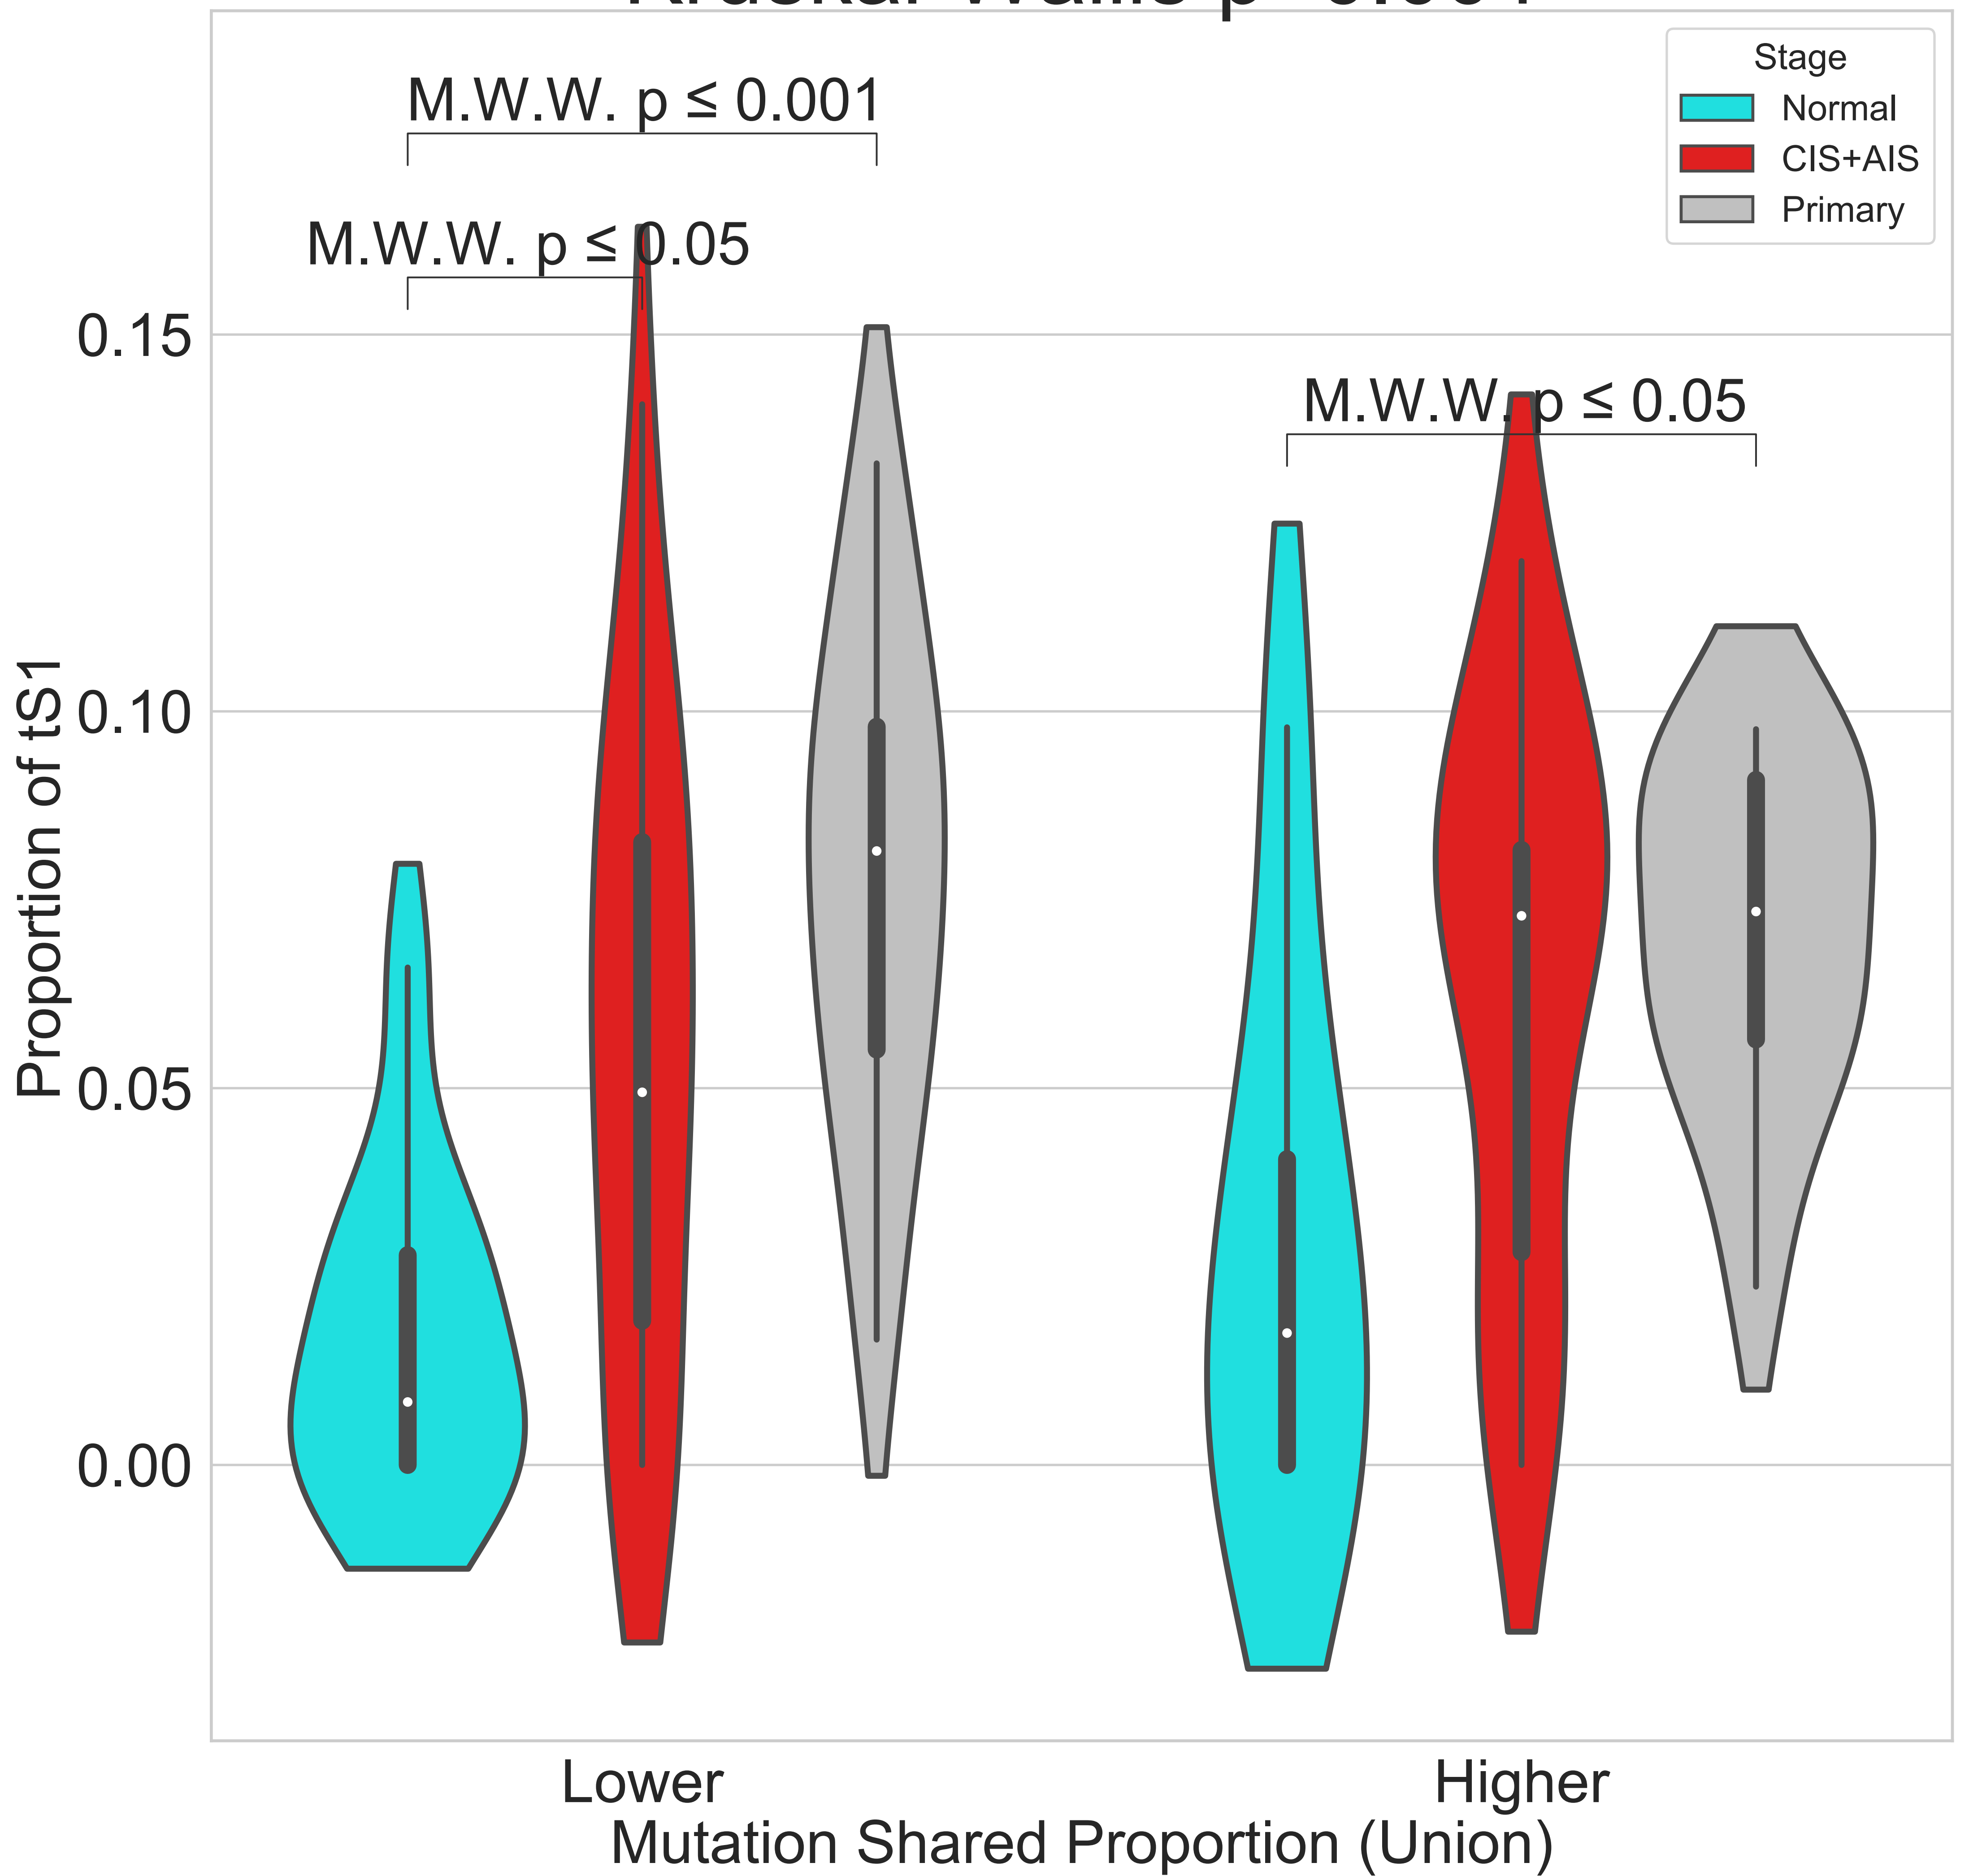 Stage
Normal
CIS+AIS
Primary
M.W.W. p ≤ 0.001
M.W.W. p ≤ 0.05
M.W.W. p ≤ 0.05
0.15
0.10
0.05
0.00
Proportion of tS1
Lower
Higher
Mutation Shared Proportion (Union)